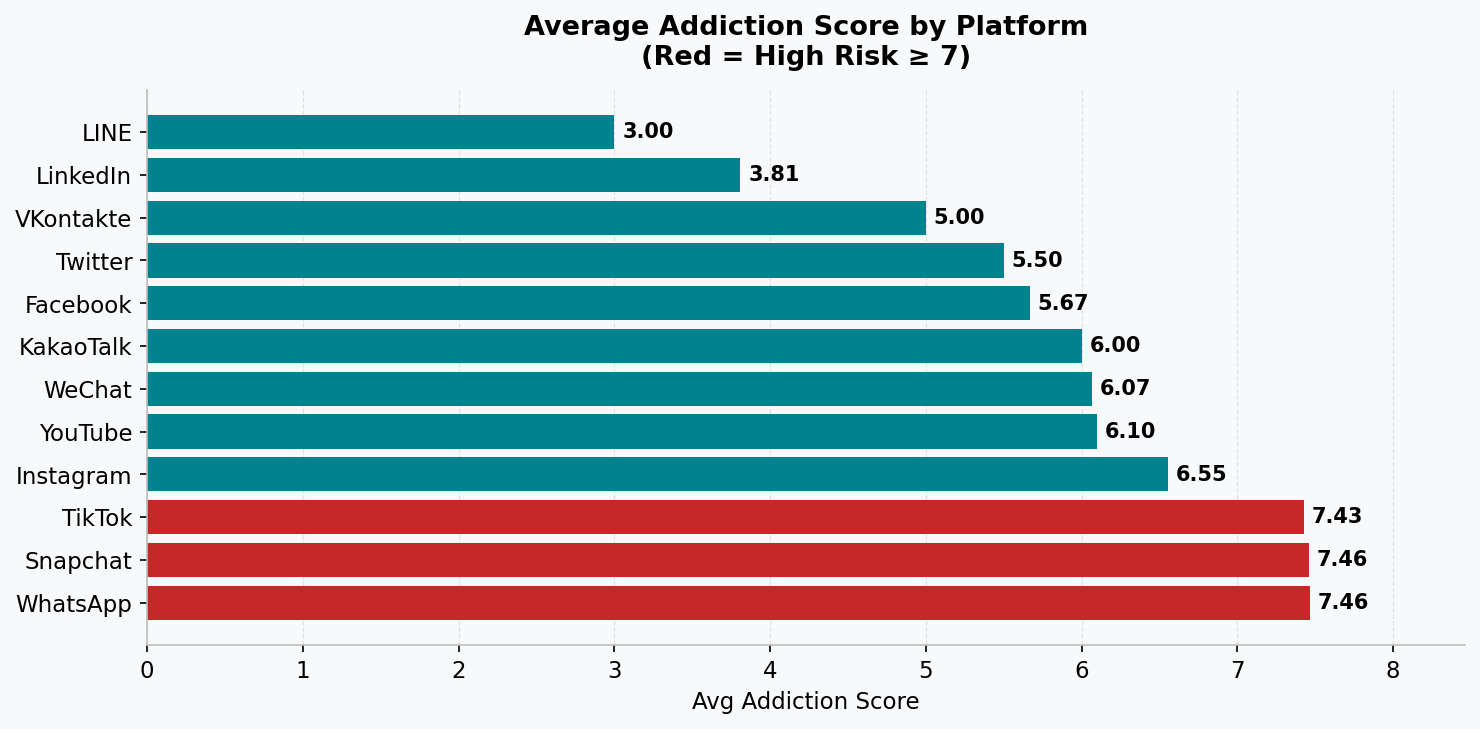 Average Addiction Score by Platform
(Red = High Risk ≥ 7)
LINE 3.00
LinkedIn 3.81
VKontakte 5.00
Twitter 5.50
Facebook 5.67
KakaoTalk 6.00
WeChat 6.07
YouTube 6.10
Instagram 6.55
TikTok 7.43
Snapchat 7.46
WhatsApp 7.46
0 1 2 3 4 5 6 7 8
Avg Addiction Score